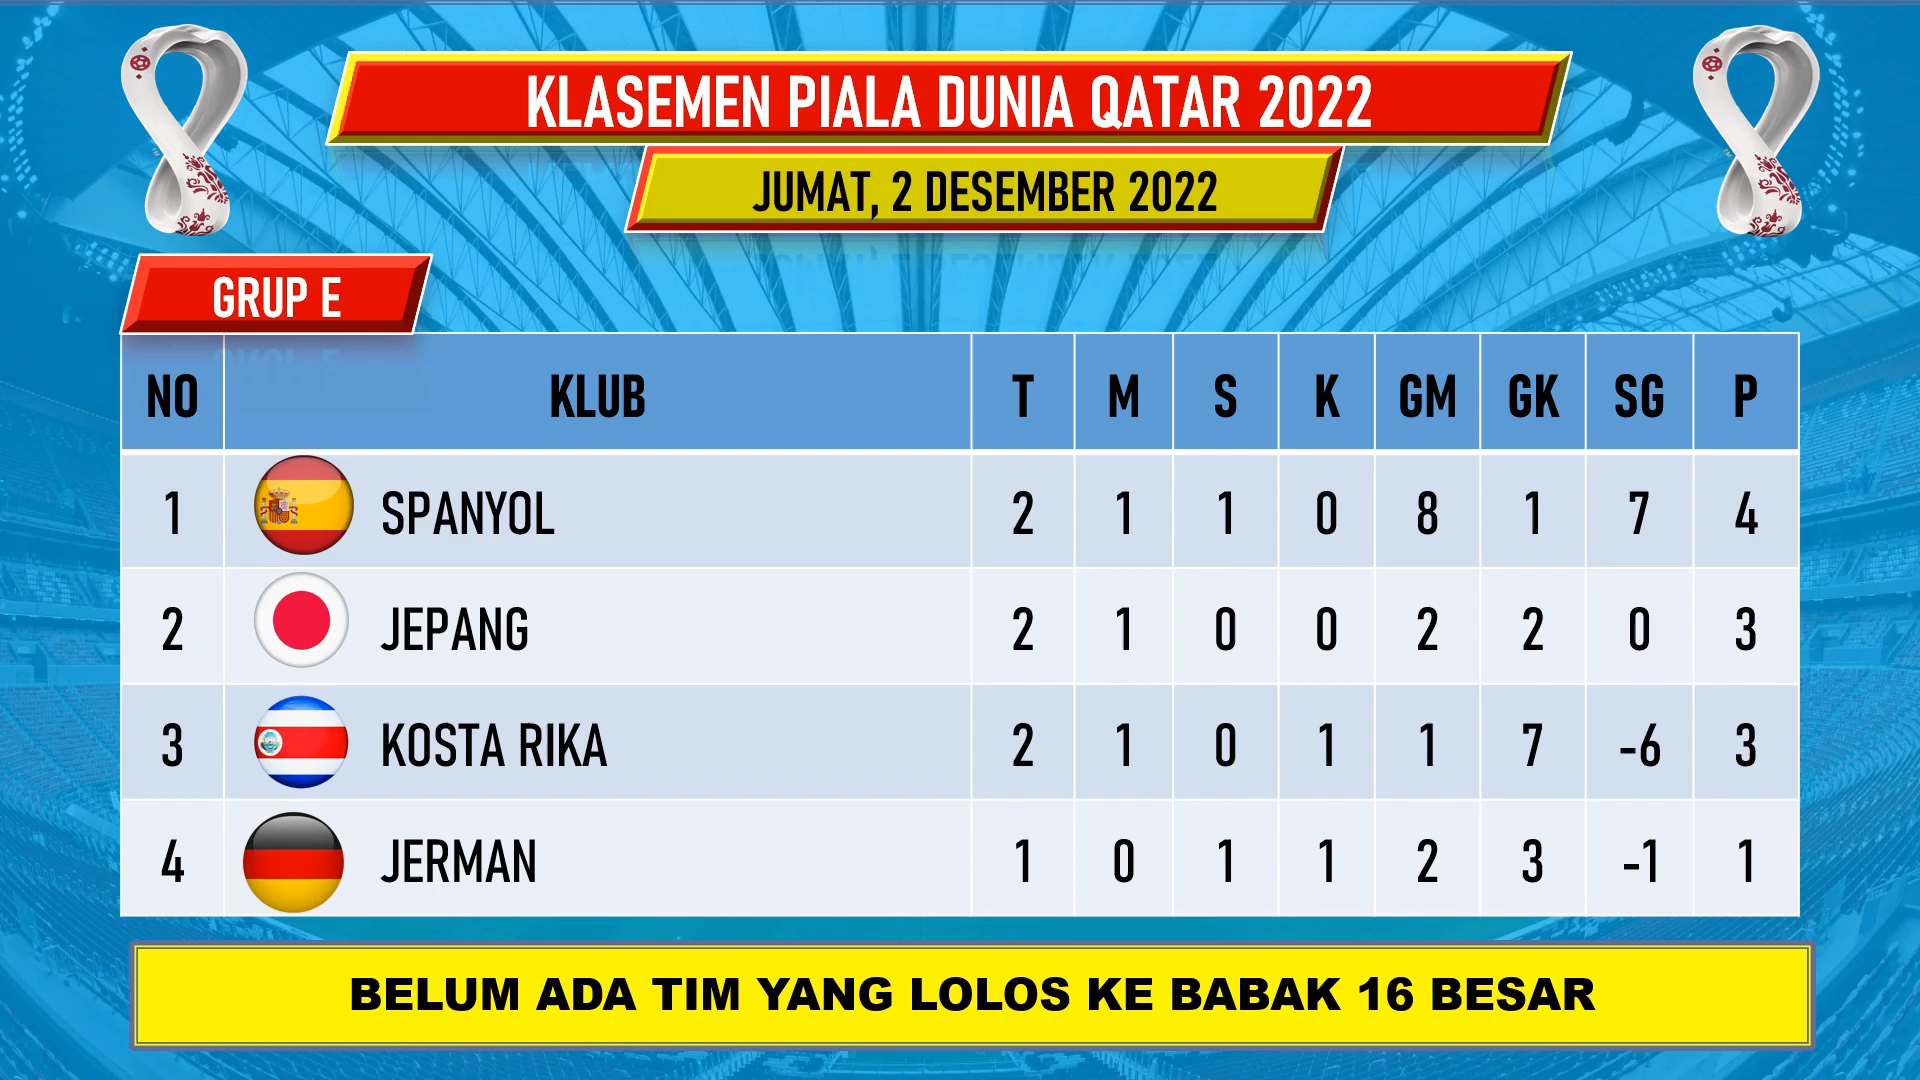 KLASEMEN PIALA DUNIA QATAR 2022
JUMAT, 2 DESEMBER 2022
GRUP E
NO KLUB T M S K GM GK SG P
1 SPANYOL 2 1 1 0 8 1 7 4
2 JEPANG 2 1 0 0 2 2 0 3
3 KOSTA RIKA 2 1 0 1 1 7 -6 3
4 JERMAN 1 0 1 1 2 3 -1 1
BELUM ADA TIM YANG LOLOS KE BABAK 16 BESAR